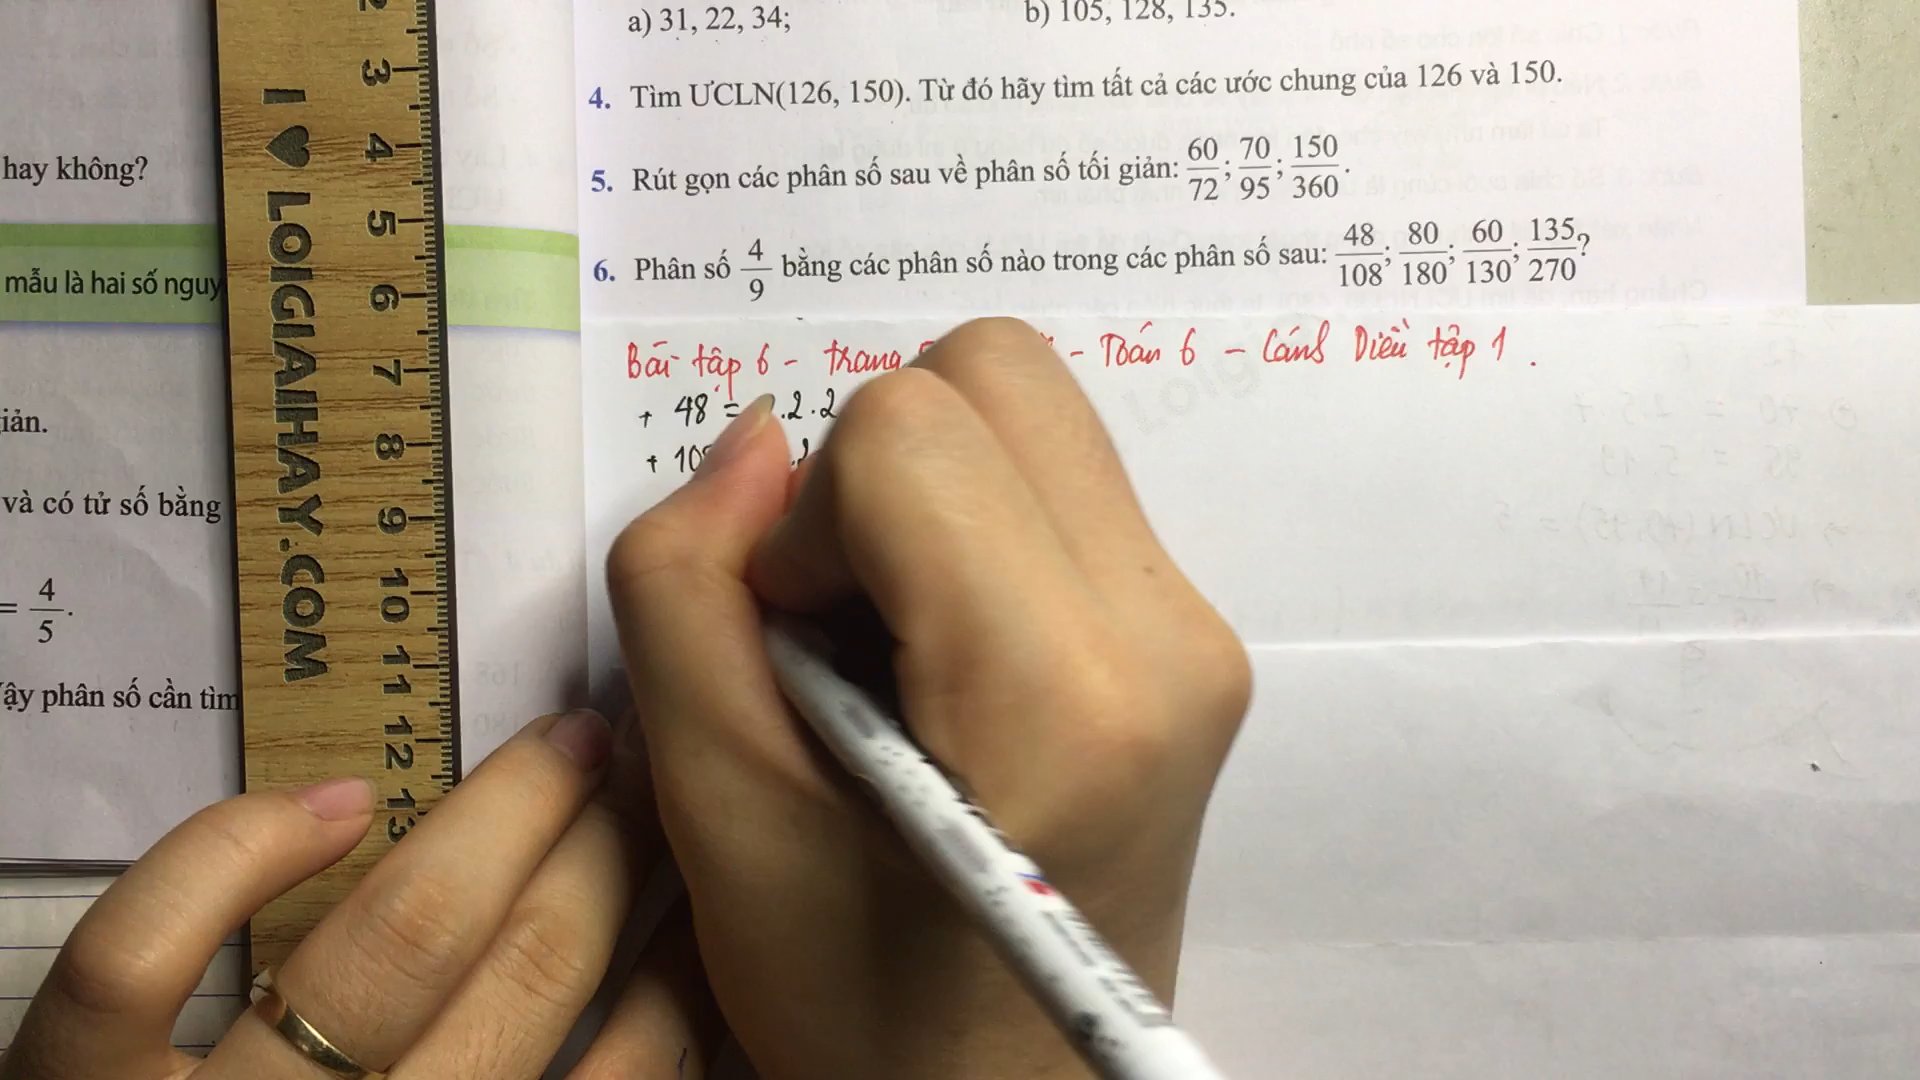 a) 31, 22, 34; b) 105, 128, 135.
4. Tìm ƯCLN(126, 150). Từ đó hãy tìm tất cả các ước chung của 126 và 150.
5. Rút gọn các phân số sau về phân số tối giản: 60/72; 70/95; 150/360.
6. Phân số 4/9 bằng các phân số nào trong các phân số sau: 48/108; 80/180; 60/130; 135/270?
Bài tập 6 - trang - Toán 6 - Cánh Diều tập 1.
+ 48 = .2.2
+ 10
hay không?
mẫu là hai số nguy
iản.
và có tử số bằng
= 4/5.
ậy phân số cần tìm
I ♥ LOIGIAIHAY.COM
3 4 5 6 7 8 9 10 11 12 13